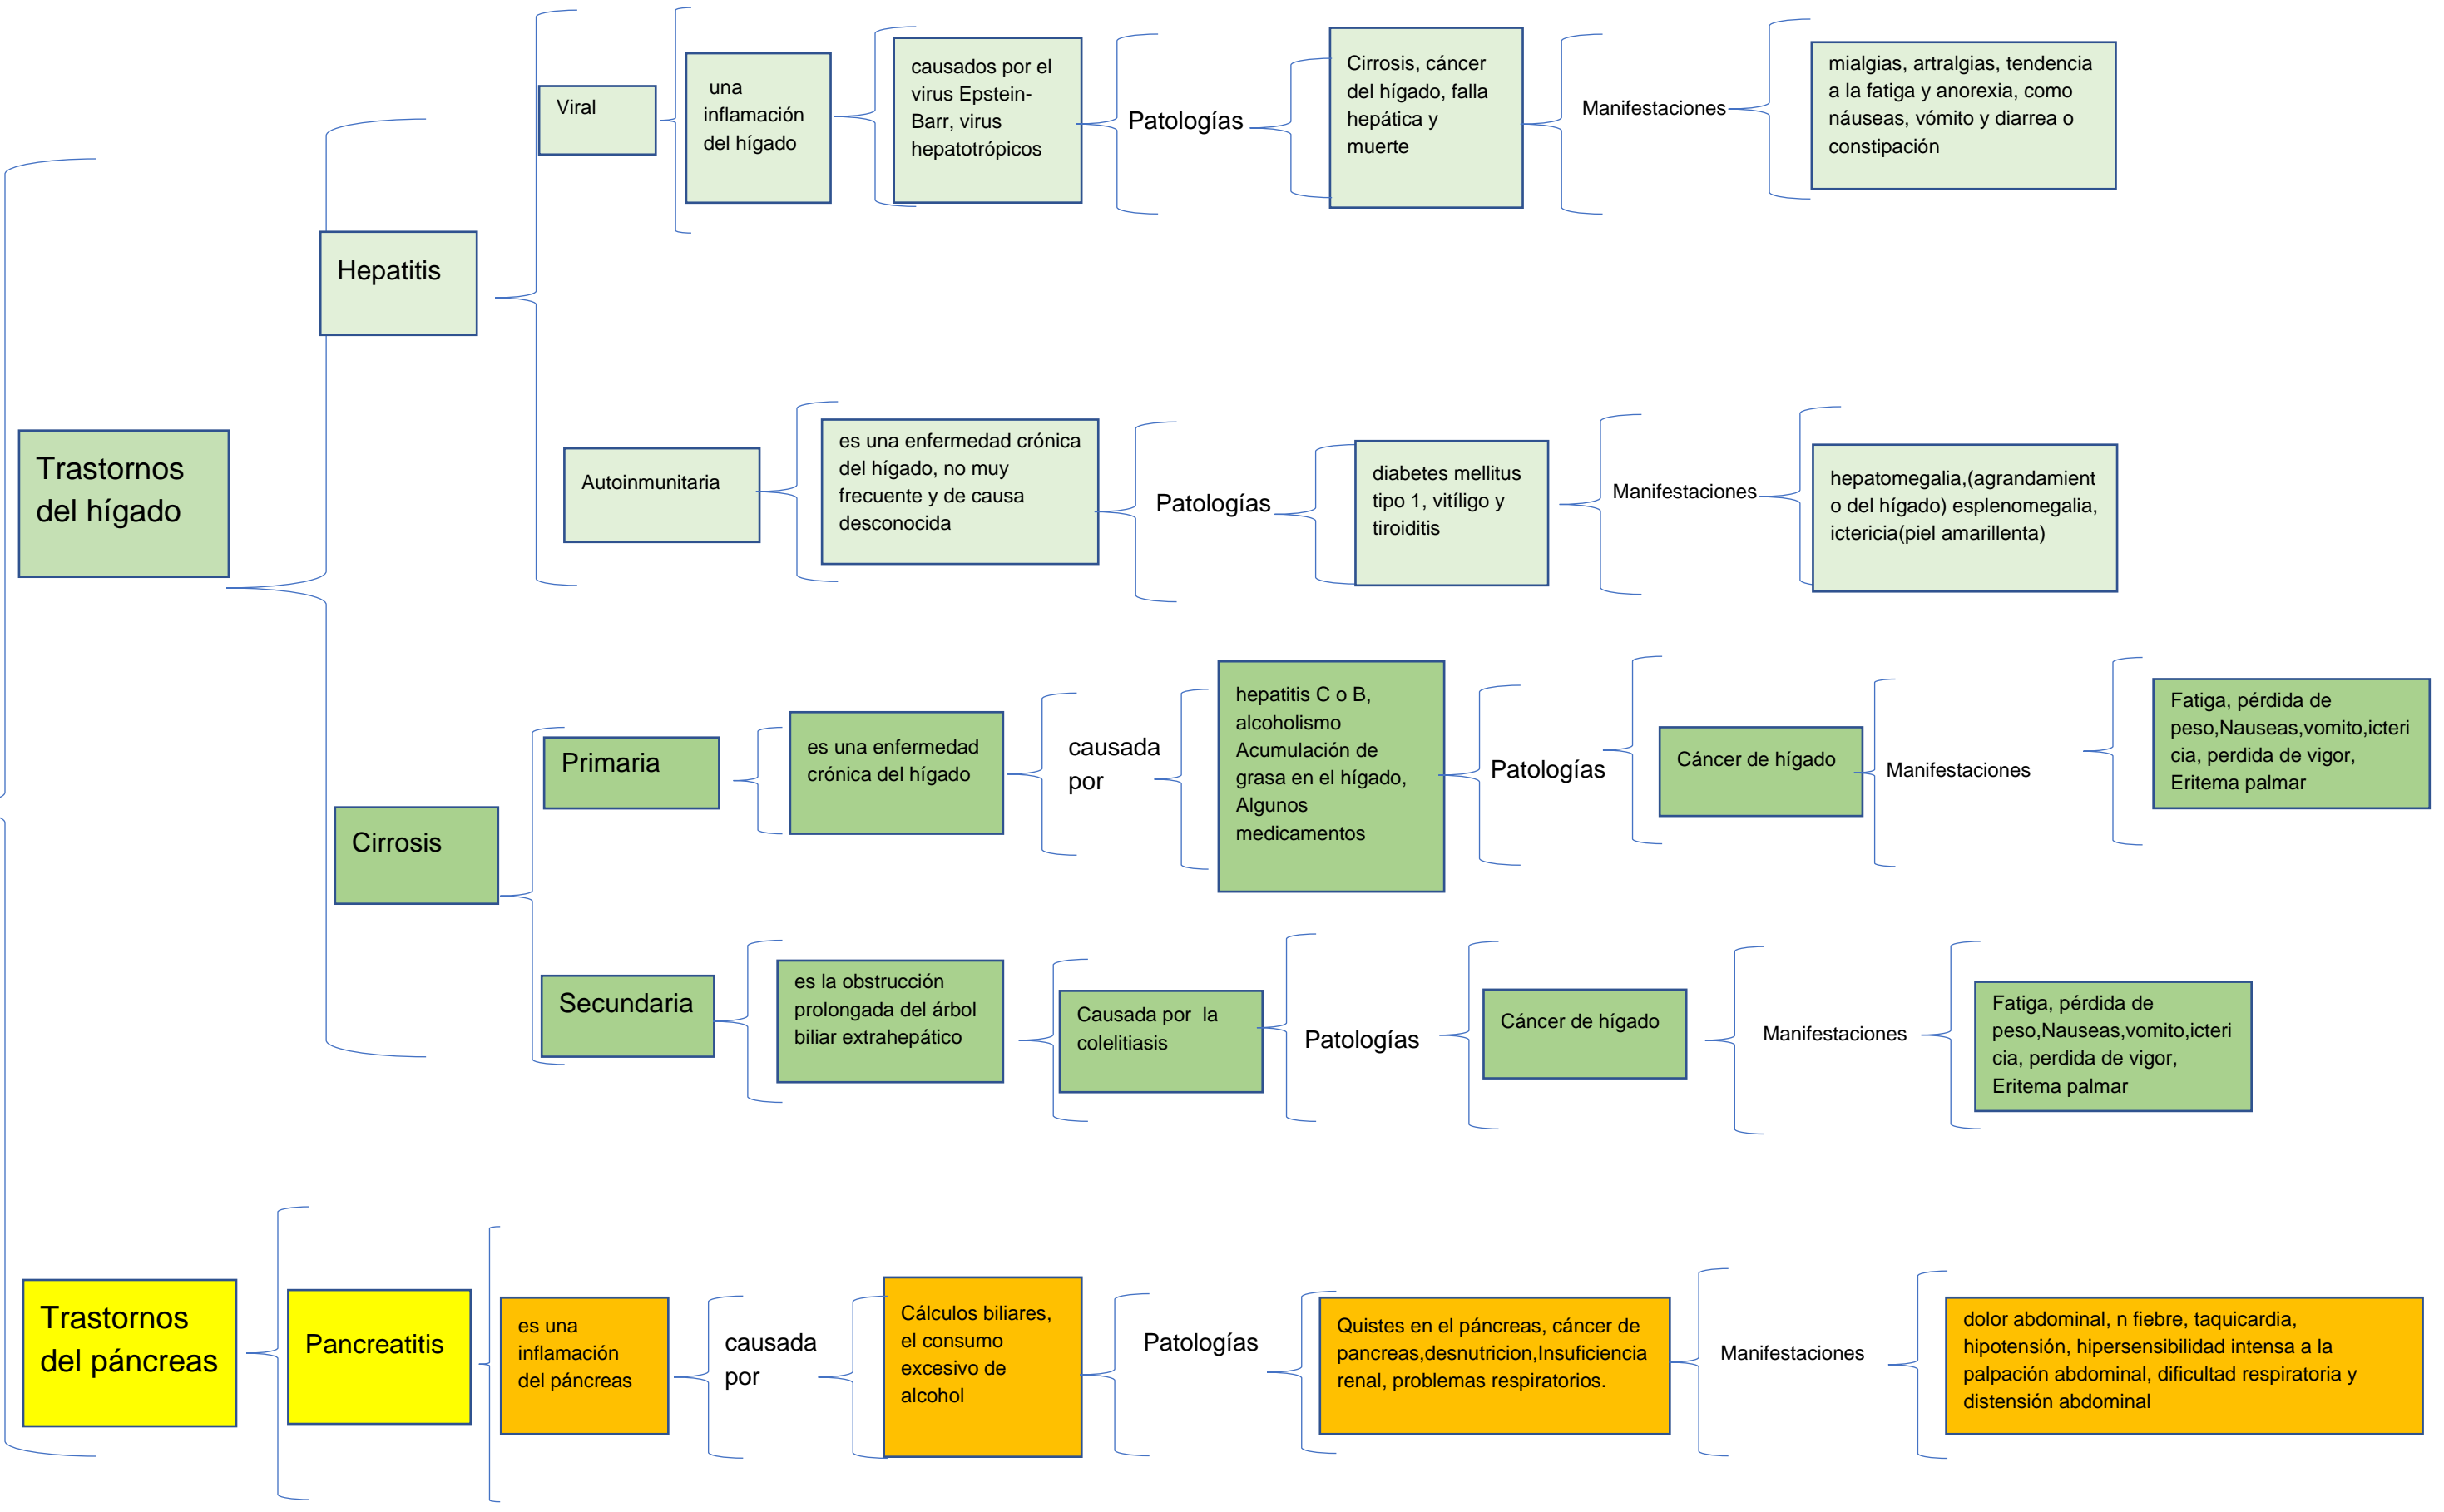 Trastornos
del hígado
Hepatitis
Viral
una
inflamación
del hígado
causados por el
virus Epstein-
Barr, virus
hepatotrópicos
Patologías
Cirrosis, cáncer
del hígado, falla
hepática y
muerte
Manifestaciones
mialgias, artralgias, tendencia
a la fatiga y anorexia, como
náuseas, vómito y diarrea o
constipación
Autoinmunitaria
es una enfermedad crónica
del hígado, no muy
frecuente y de causa
desconocida
Patologías
diabetes mellitus
tipo 1, vitíligo y
tiroiditis
Manifestaciones
hepatomegalia,(agrandamient
o del hígado) esplenomegalia,
ictericia(piel amarillenta)
Cirrosis
Primaria
es una enfermedad
crónica del hígado
causada
por
hepatitis C o B,
alcoholismo
Acumulación de
grasa en el hígado,
Algunos
medicamentos
Patologías
Cáncer de hígado
Manifestaciones
Fatiga, pérdida de
peso,Nauseas,vomito,icteri
cia, perdida de vigor,
Eritema palmar
Secundaria
es la obstrucción
prolongada del árbol
biliar extrahepático
Causada por  la
colelitiasis
Patologías
Cáncer de hígado
Manifestaciones
Fatiga, pérdida de
peso,Nauseas,vomito,icteri
cia, perdida de vigor,
Eritema palmar
Trastornos
del páncreas
Pancreatitis
es una
inflamación
del páncreas
causada
por
Cálculos biliares,
el consumo
excesivo de
alcohol
Patologías
Quistes en el páncreas, cáncer de
pancreas,desnutricion,Insuficiencia
renal, problemas respiratorios.
Manifestaciones
dolor abdominal, n fiebre, taquicardia,
hipotensión, hipersensibilidad intensa a la
palpación abdominal, dificultad respiratoria y
distensión abdominal